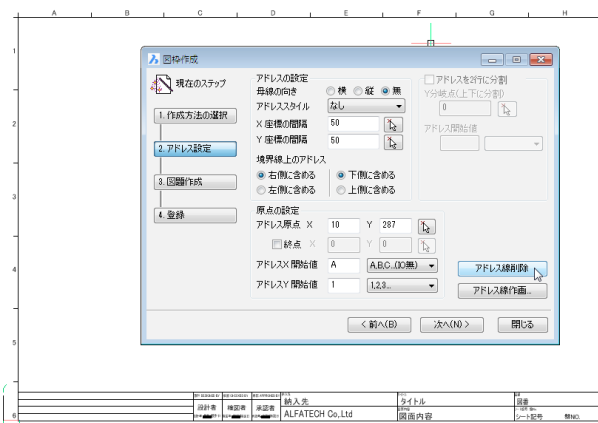 A B C D E F G H
1
2
3
4
5
6
図枠作成
現在のステップ
1. 作成方法の選択
2. アドレス設定
3. 図題作成
4. 登録
アドレスの設定
母線の向き 横 縦 無
アドレススタイル なし
X 座標の間隔 50
Y 座標の間隔 50
境界線上のアドレス
右側に含める 下側に含める
左側に含める 上側に含める
アドレスを2行に分割
Y分岐点(上下に分割)
0
アドレス開始値
原点の設定
アドレス原点 X 10 Y 287
終点 X 0 Y 0
アドレスX 開始値 A A,B,C...(IO無)
アドレスY 開始値 1 1,2,3...
アドレス線削除
アドレス線作画...
< 前へ(B) 次へ(N) > 閉じる
設計者 検図者 承認者
納入先
ALFATECH Co,.Ltd
タイトル
図面内容
図番
シート記号 整NO.